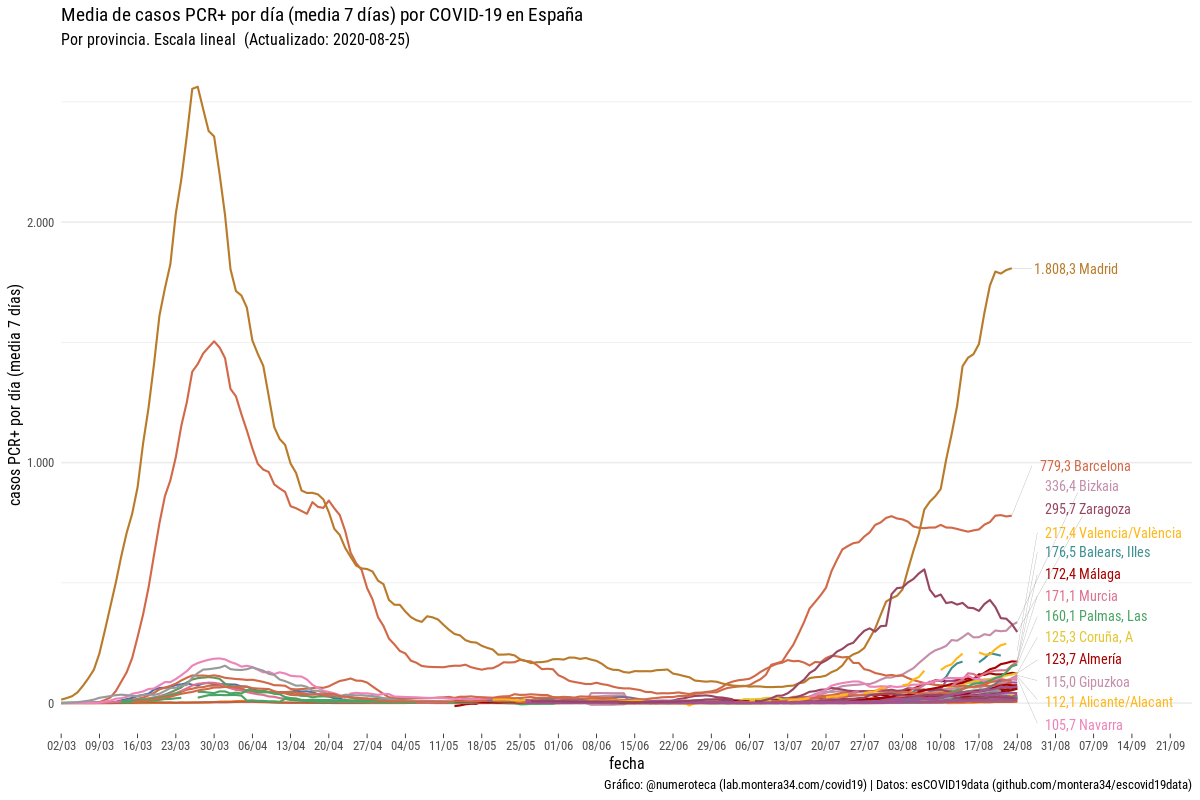 Media de casos PCR+ por día (media 7 días) por COVID-19 en España
Por provincia. Escala lineal (Actualizado: 2020-08-25)
casos PCR+ por día (media 7 días)
2.000
1.000
0
1.808,3 Madrid
779,3 Barcelona
336,4 Bizkaia
295,7 Zaragoza
217,4 Valencia/València
176,5 Balears, Illes
172,4 Málaga
171,1 Murcia
160,1 Palmas, Las
125,3 Coruña, A
123,7 Almería
115,0 Gipuzkoa
112,1 Alicante/Alacant
105,7 Navarra
02/03 09/03 16/03 23/03 30/03 06/04 13/04 20/04 27/04 04/05 11/05 18/05 25/05 01/06 08/06 15/06 22/06 29/06 06/07 13/07 20/07 27/07 03/08 10/08 17/08 24/08 31/08 07/09 14/09 21/09
fecha
Gráfico: @numeroteca (lab.montera34.com/covid19) | Datos: esCOVID19data (github.com/montera34/escovid19data)